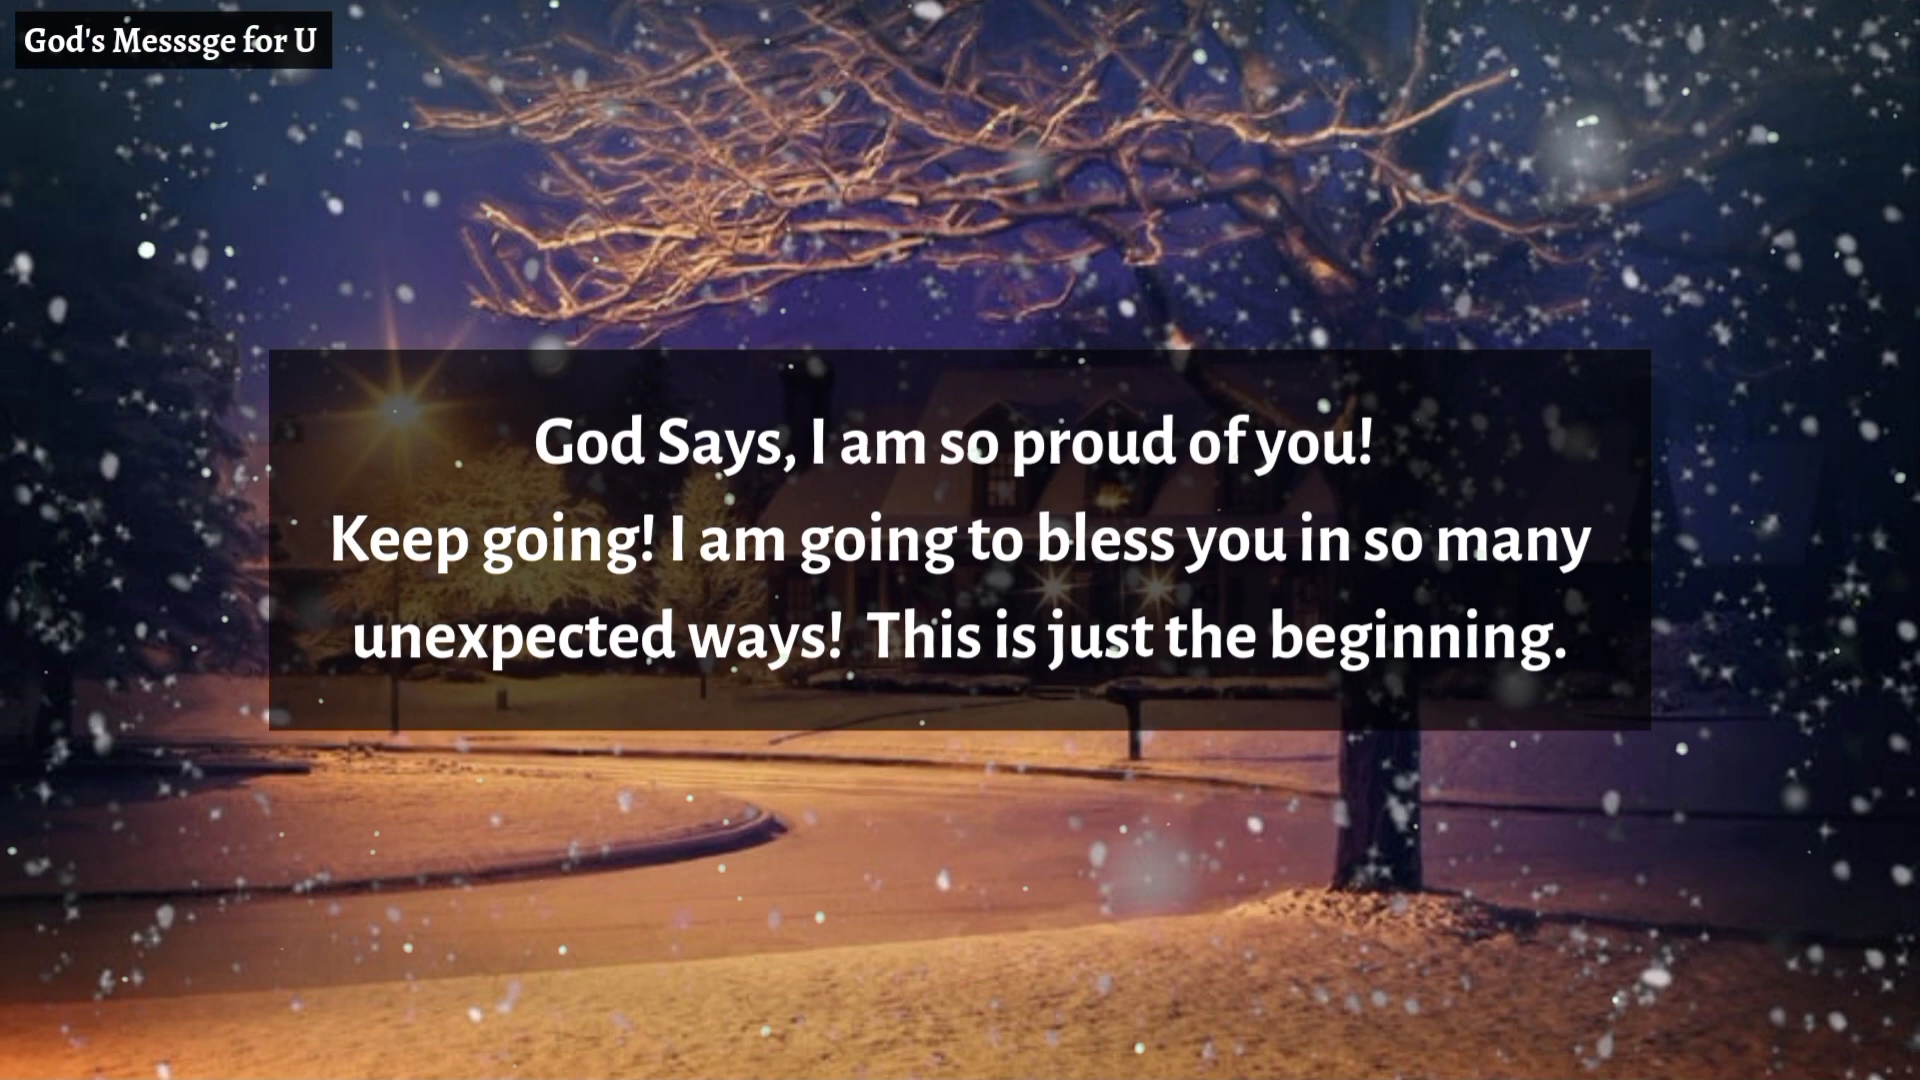 God's Messsge for U
God Says, I am so proud of you!
Keep going! I am going to bless you in so many
unexpected ways!  This is just the beginning.